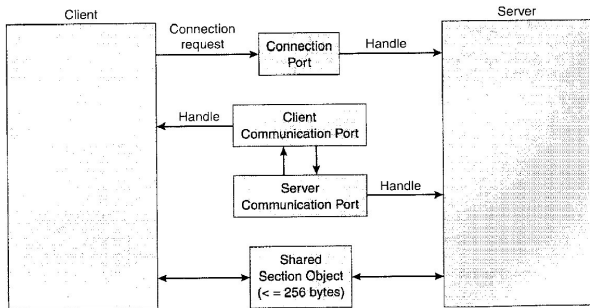 Client
Server
Connection
request
Connection
Port
Handle
Handle
Client
Communication Port
Server
Communication Port
Handle
Shared
Section Object
(< = 256 bytes)